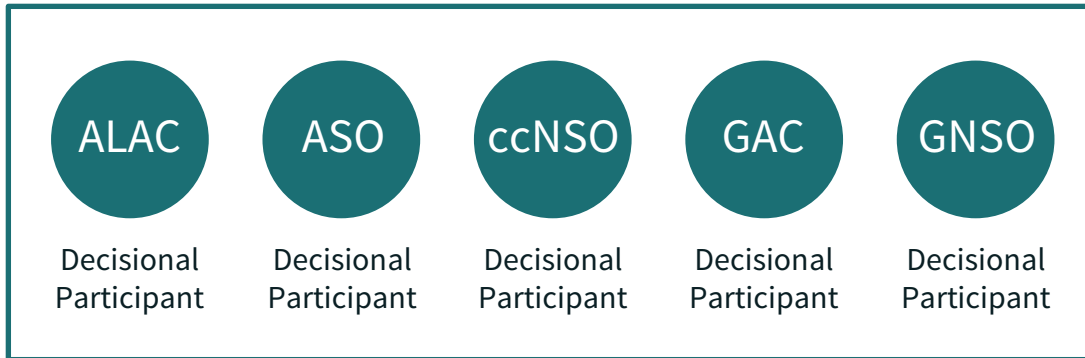 ALAC
ASO
ccNSO
GAC
GNSO
Decisional
Participant
Decisional
Participant
Decisional
Participant
Decisional
Participant
Decisional
Participant